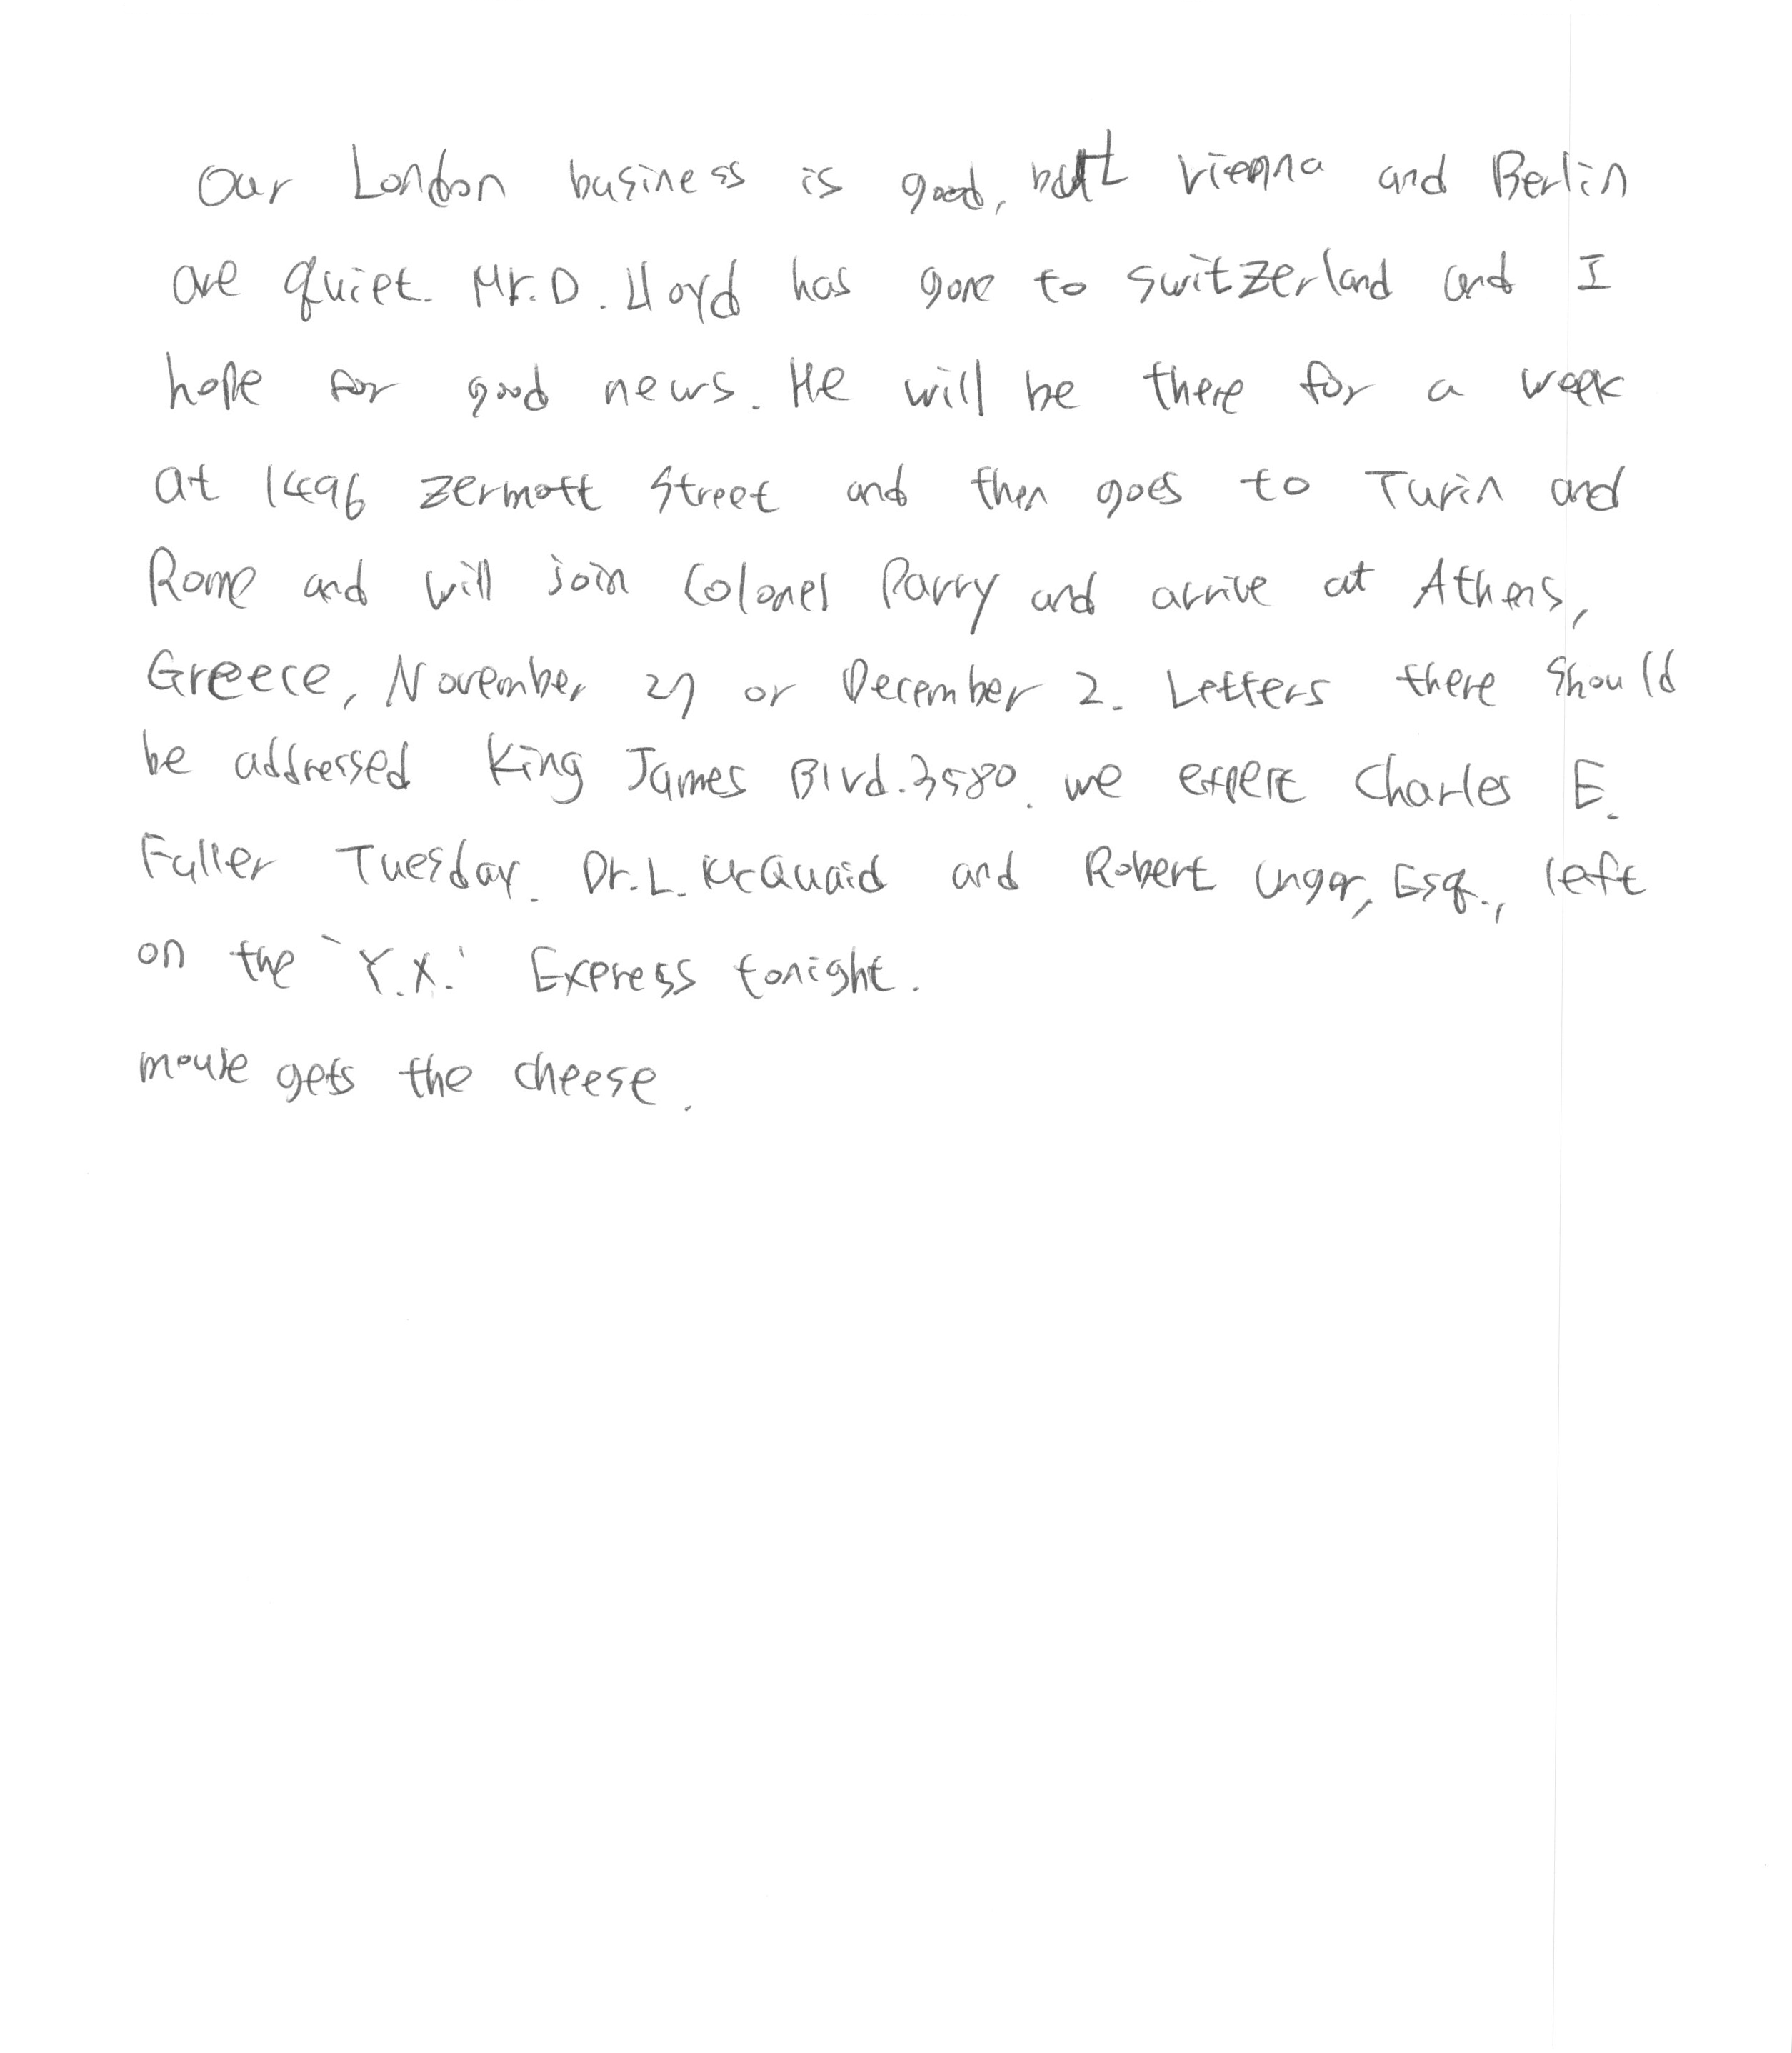 Our London business is good, but Vienna and Berlin
are quiet. Mr. D. Lloyd has gone to Switzerland and I
hope for good news. He will be there for a week
at 1496 Zermott Street and then goes to Turin and
Rome and will join Colonel Parry and arrive at Athens,
Greece, November 27 or December 2. Letters there should
be addressed King James Blvd. 3580. we expect Charles E.
Fuller Tuesday. Dr. L. McQuaid and Robert Unger, Esq., left
on the 'Y.X.' Express tonight.
mouse gets the cheese.